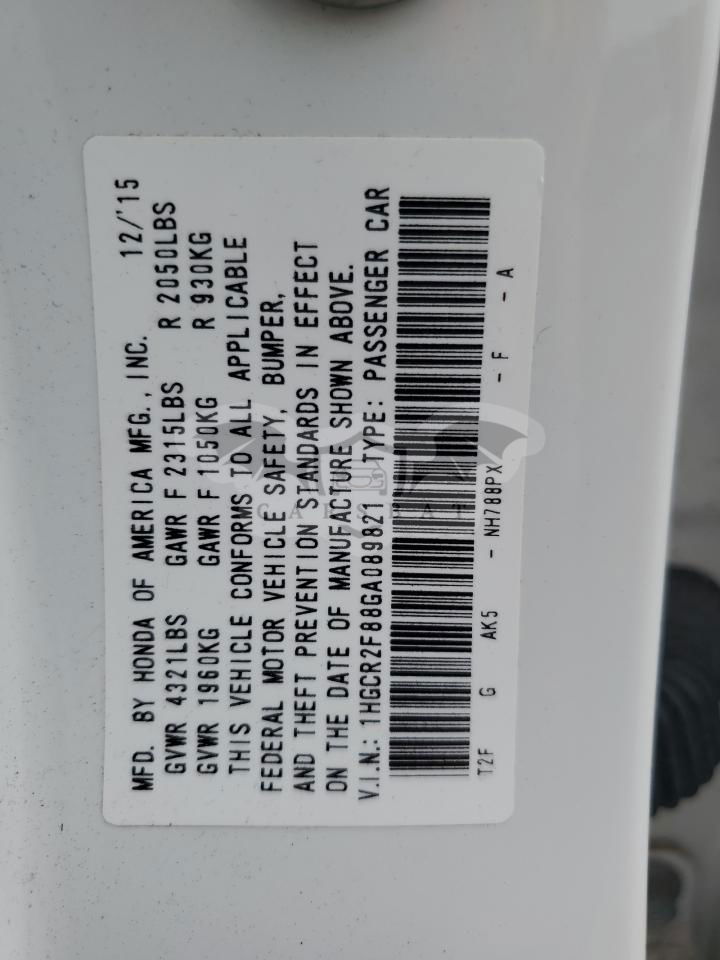 MFD. BY HONDA OF AMERICA MFG., INC. 12/'15
GVWR 4321LBS GAWR F 2315LBS R 2050LBS
GVWR 1960KG GAWR F 1050KG R 930KG
THIS VEHICLE CONFORMS TO ALL APPLICABLE
FEDERAL MOTOR VEHICLE SAFETY, BUMPER,
AND THEFT PREVENTION STANDARDS IN EFFECT
ON THE DATE OF MANUFACTURE SHOWN ABOVE.
V.I.N.: 1HGCR2F88GA089821 TYPE: PASSENGER CAR
T2F G AK5 - NH788PX - F - A
CARSBAT